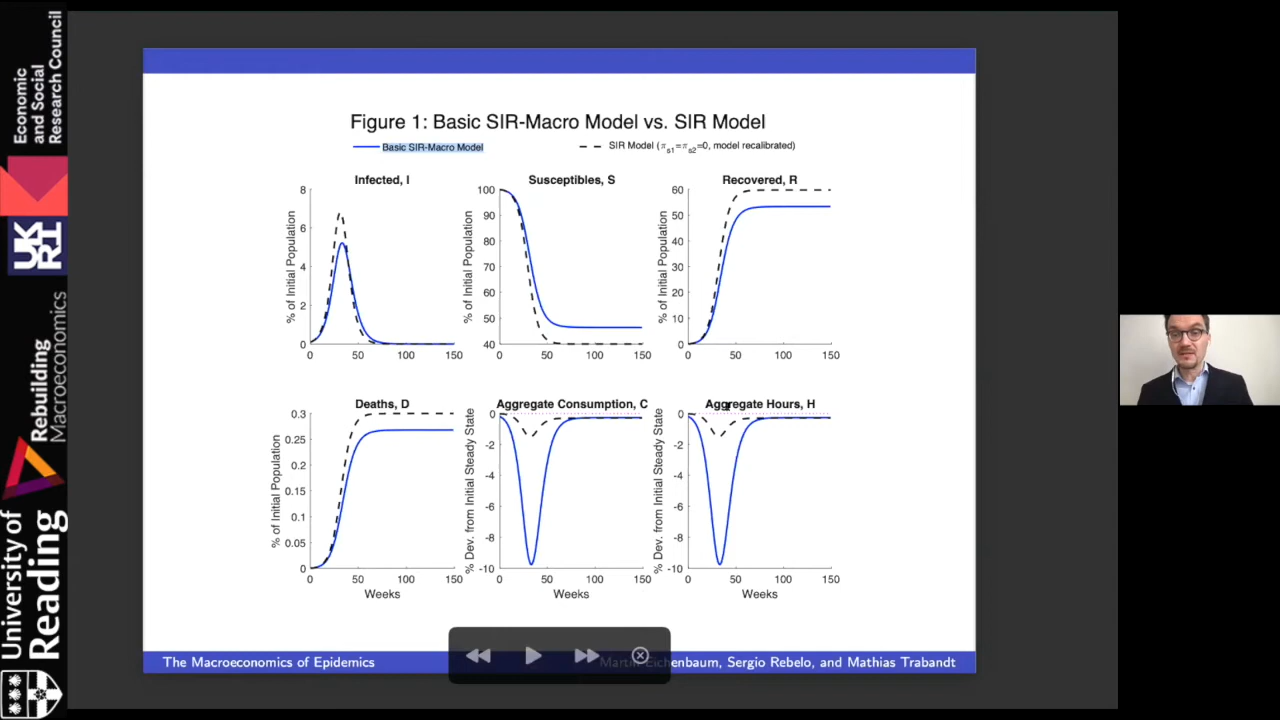 Economic
and Social
Research Council
UK
RI
Rebuilding
Macroeconomics
University of
Reading
Figure 1: Basic SIR-Macro Model vs. SIR Model
Basic SIR-Macro Model
SIR Model (π_s1=π_s2=0, model recalibrated)
Infected, I
% of Initial Population
8
6
4
2
0
0 50 100 150
Susceptibles, S
% of Initial Population
100
90
80
70
60
50
40
0 50 100 150
Recovered, R
% of Initial Population
60
50
40
30
20
10
0
0 50 100 150
Deaths, D
% of Initial Population
0.3
0.25
0.2
0.15
0.1
0.05
0
0 50 100 150
Weeks
Aggregate Consumption, C
% Dev. from Initial Steady State
0
-2
-4
-6
-8
-10
0 50 100 150
Weeks
Aggregate Hours, H
% Dev. from Initial Steady State
0
-2
-4
-6
-8
-10
0 50 100 150
Weeks
The Macroeconomics of Epidemics
Martin Eichenbaum, Sergio Rebelo, and Mathias Trabandt